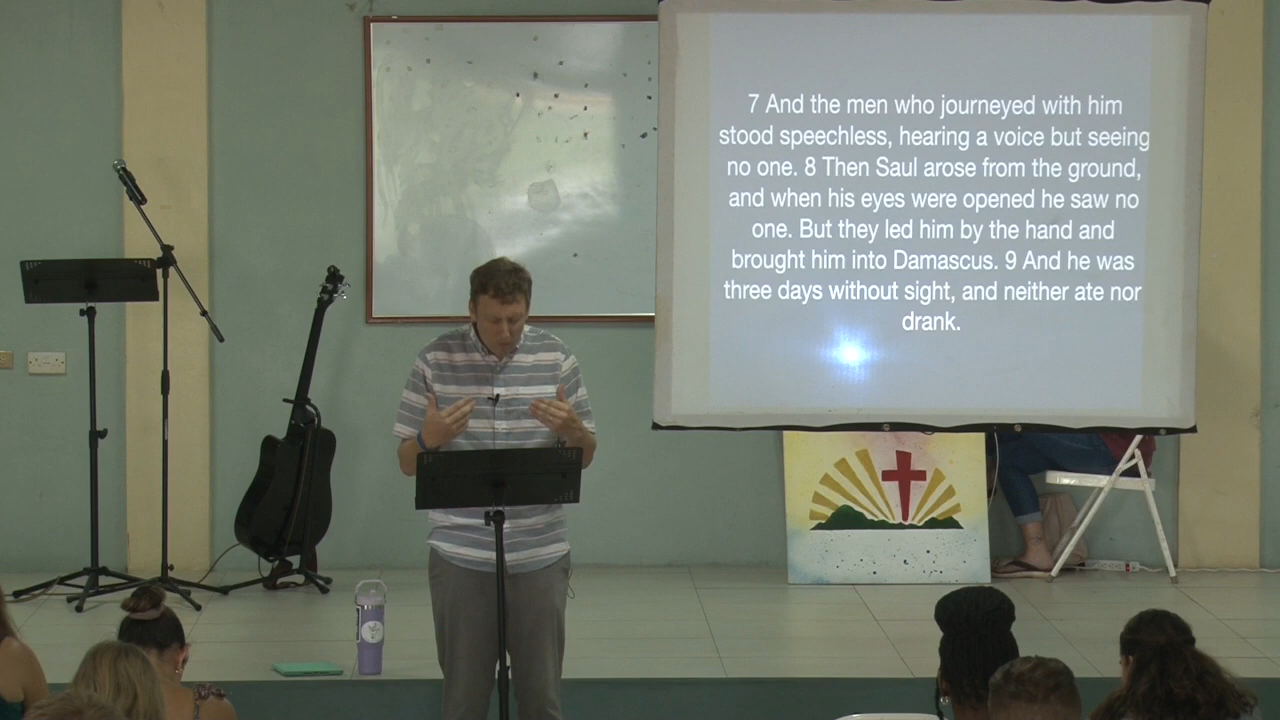 7 And the men who journeyed with him
stood speechless, hearing a voice but seeing
no one. 8 Then Saul arose from the ground,
and when his eyes were opened he saw no
one. But they led him by the hand and
brought him into Damascus. 9 And he was
three days without sight, and neither ate nor
drank.